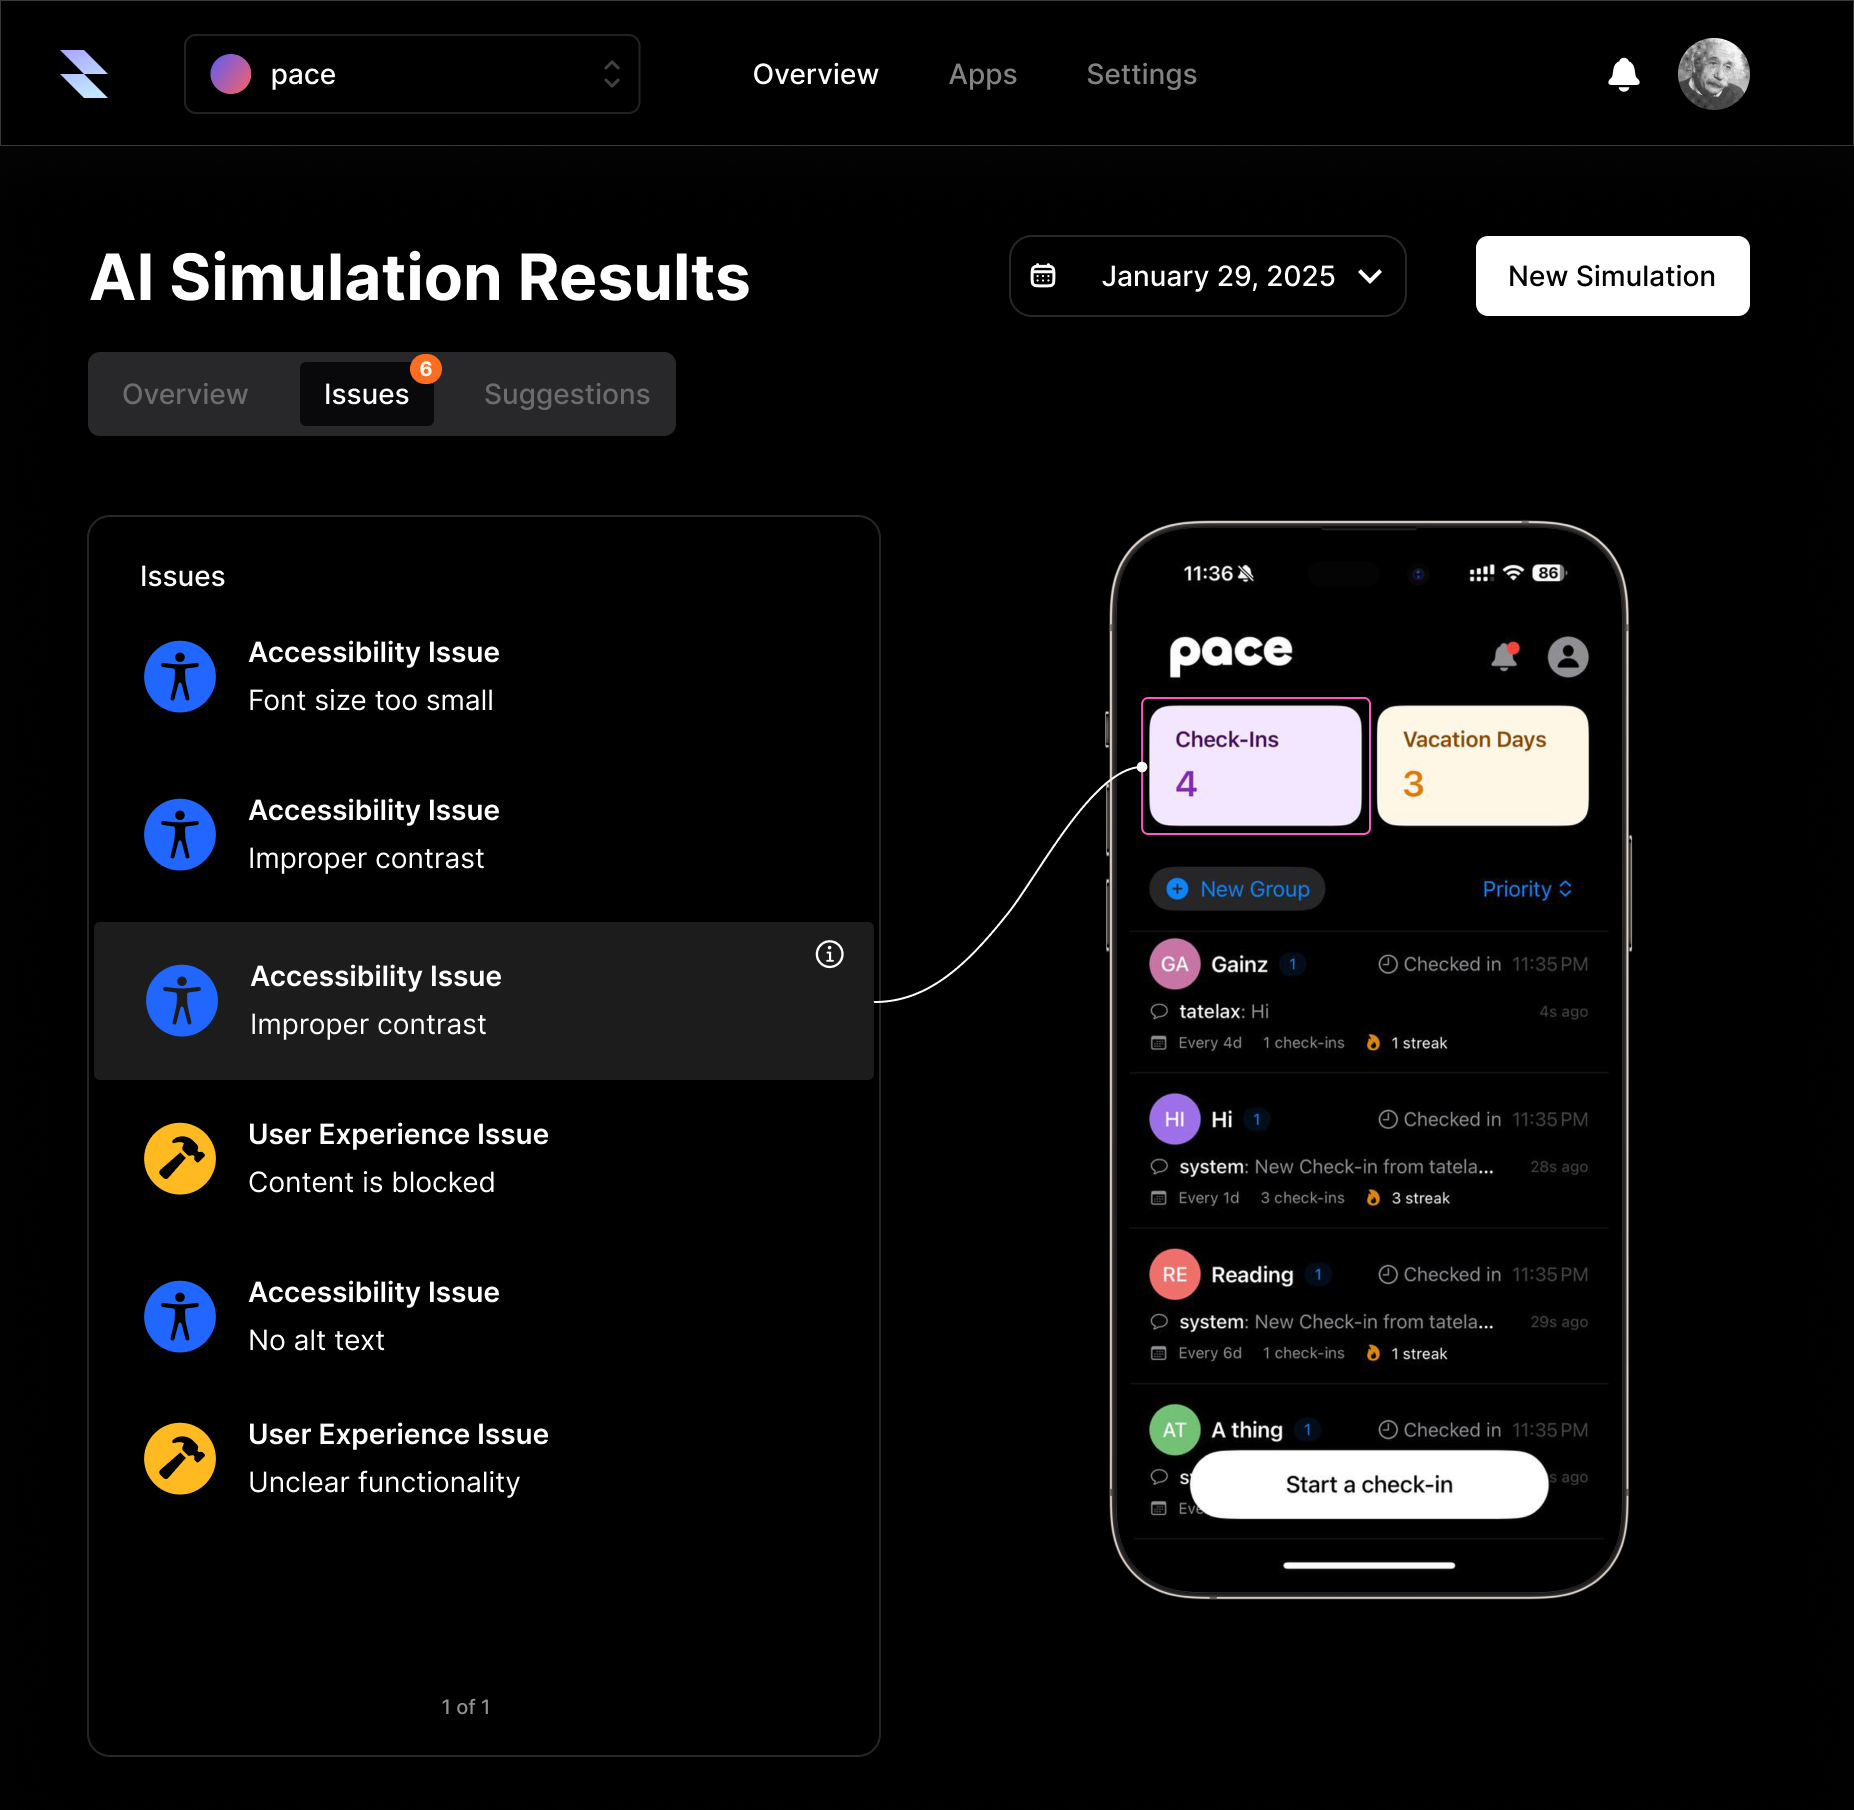 pace
Overview
Apps
Settings
AI Simulation Results
January 29, 2025
New Simulation
Overview
Issues
6
Suggestions
Issues
Accessibility Issue
Font size too small
Accessibility Issue
Improper contrast
Accessibility Issue
Improper contrast
User Experience Issue
Content is blocked
Accessibility Issue
No alt text
User Experience Issue
Unclear functionality
1 of 1
11:36
86
pace
Check-Ins
4
Vacation Days
3
New Group
Priority
GA Gainz 1 Checked in 11:35 PM
tatelax: Hi 4s ago
Every 4d 1 check-ins 1 streak
HI Hi 1 Checked in 11:35 PM
system: New Check-in from tatela... 28s ago
Every 1d 3 check-ins 3 streak
RE Reading 1 Checked in 11:35 PM
system: New Check-in from tatela... 29s ago
Every 6d 1 check-ins 1 streak
AT A thing 1 Checked in 11:35 PM
s ago
Start a check-in